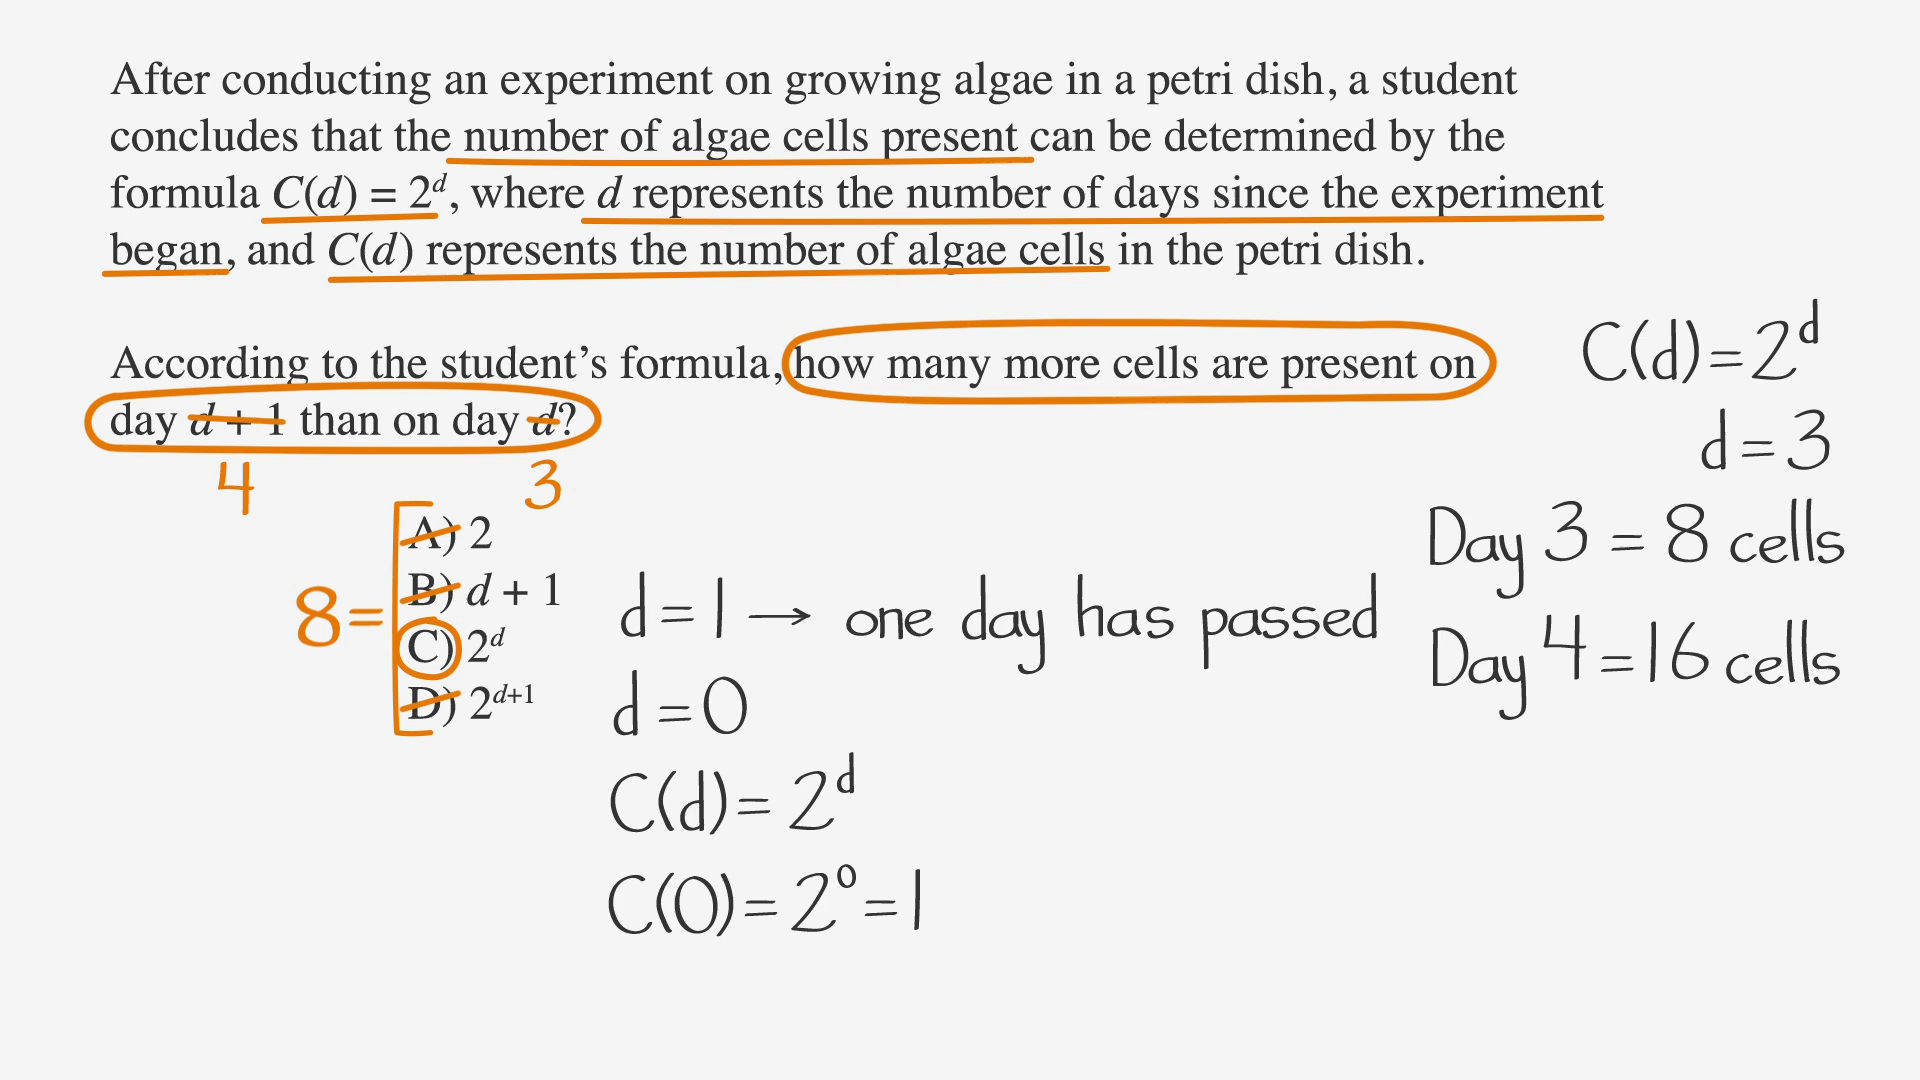 After conducting an experiment on growing algae in a petri dish, a student
concludes that the number of algae cells present can be determined by the
formula C(d) = 2^d, where d represents the number of days since the experiment
began, and C(d) represents the number of algae cells in the petri dish.
According to the student’s formula, how many more cells are present on
day d + 1 than on day d?
4
3
8=
A) 2
B) d + 1
C) 2^d
D) 2^{d+1}
d = 1 → one day has passed
d = 0
C(d) = 2^d
C(0) = 2^0 = 1
C(d) = 2^d
d = 3
Day 3 = 8 cells
Day 4 = 16 cells